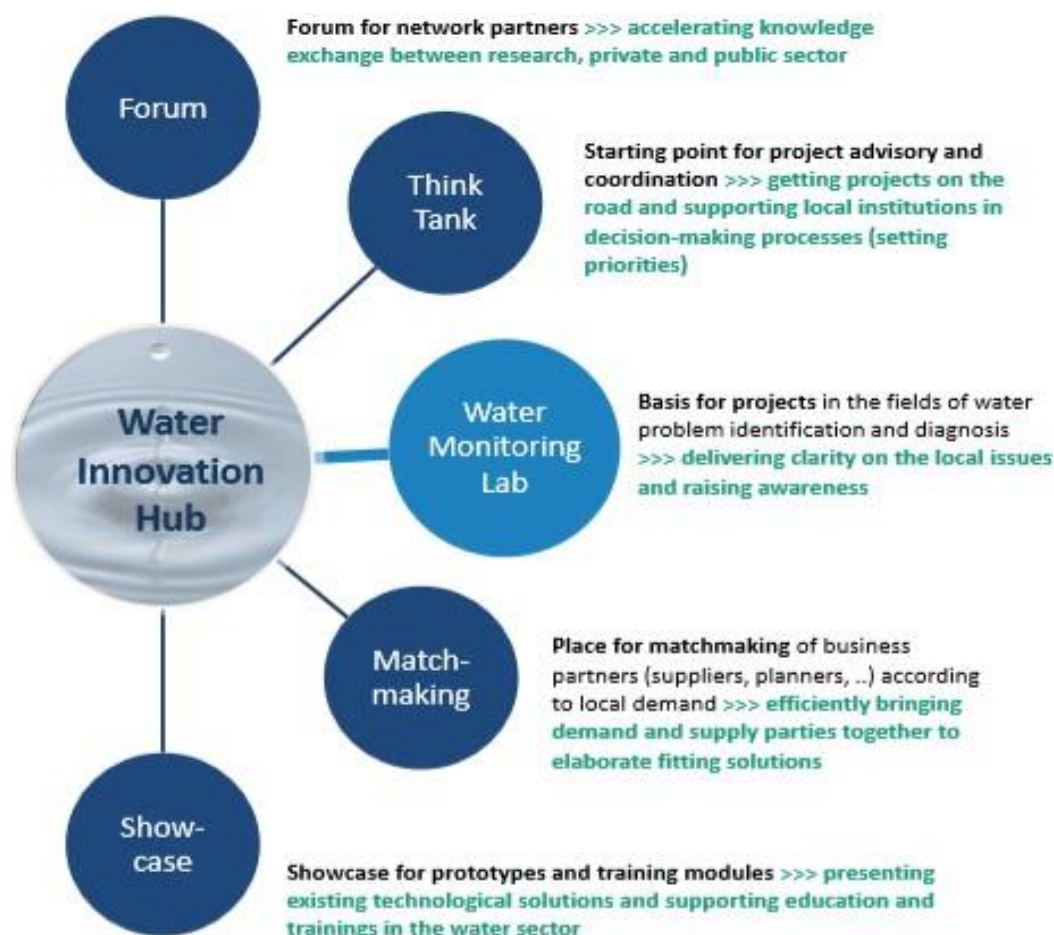 Forum
Forum for network partners >>> accelerating knowledge
exchange between research, private and public sector
Think
Tank
Starting point for project advisory and
coordination >>> getting projects on the
road and supporting local institutions in
decision-making processes (setting
priorities)
Water
Innovation
Hub
Water
Monitoring
Lab
Basis for projects in the fields of water
problem identification and diagnosis
>>> delivering clarity on the local issues
and raising awareness
Match-
making
Place for matchmaking of business
partners (suppliers, planners, ..) according
to local demand >>> efficiently bringing
demand and supply parties together to
elaborate fitting solutions
Show-
case
Showcase for prototypes and training modules >>> presenting
existing technological solutions and supporting education and
trainings in the water sector